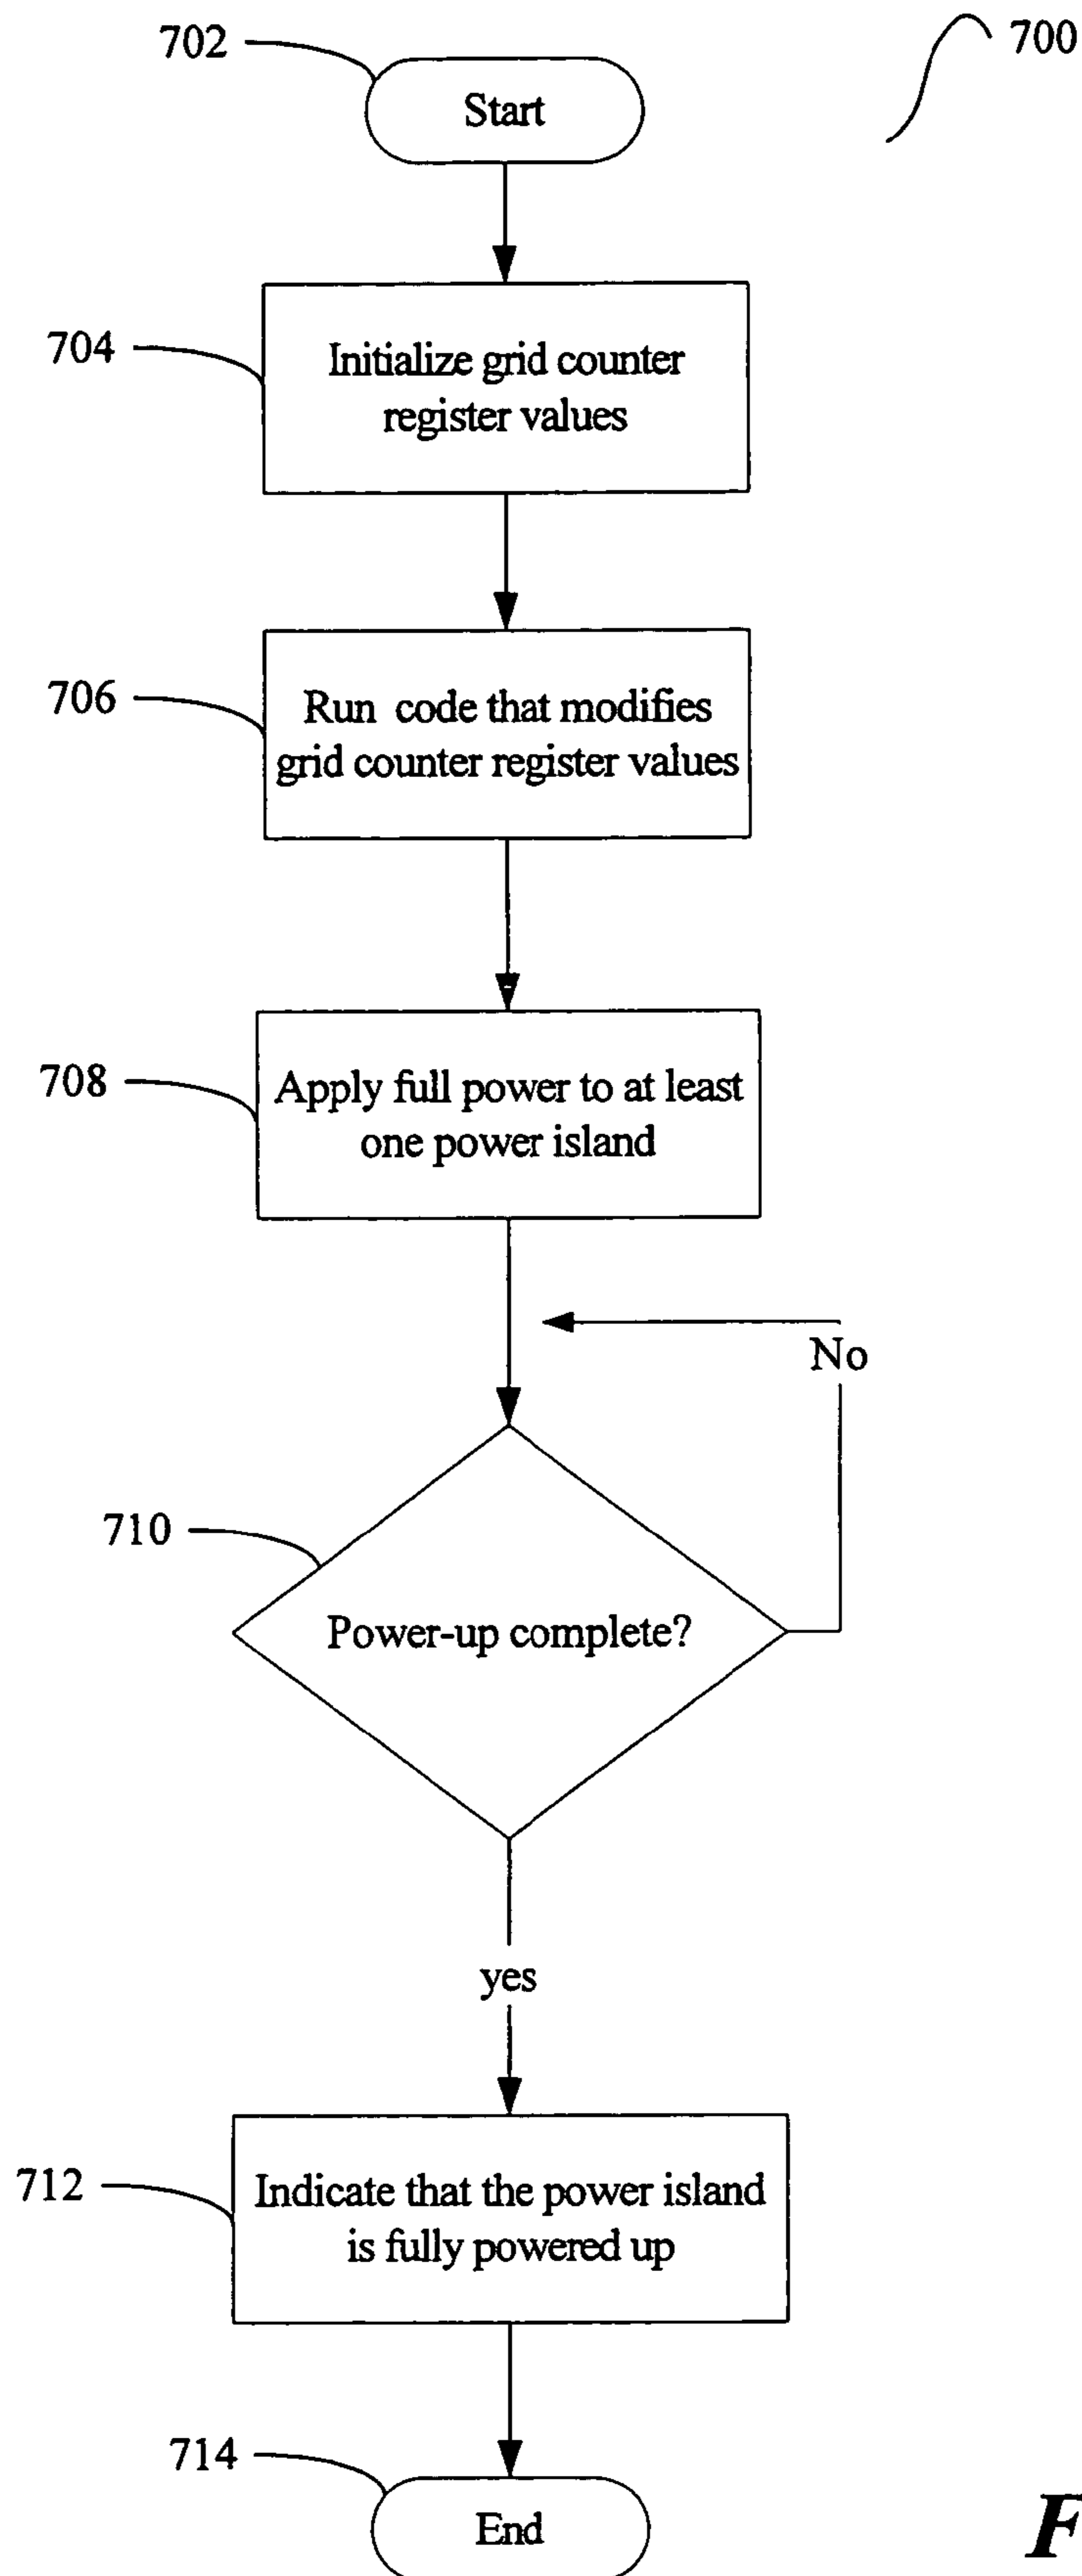 702
700
Start
704
Initialize grid counter
register values
706
Run code that modifies
grid counter register values
708
Apply full power to at least
one power island
No
710
Power-up complete?
yes
712
Indicate that the power island
is fully powered up
714
End
F